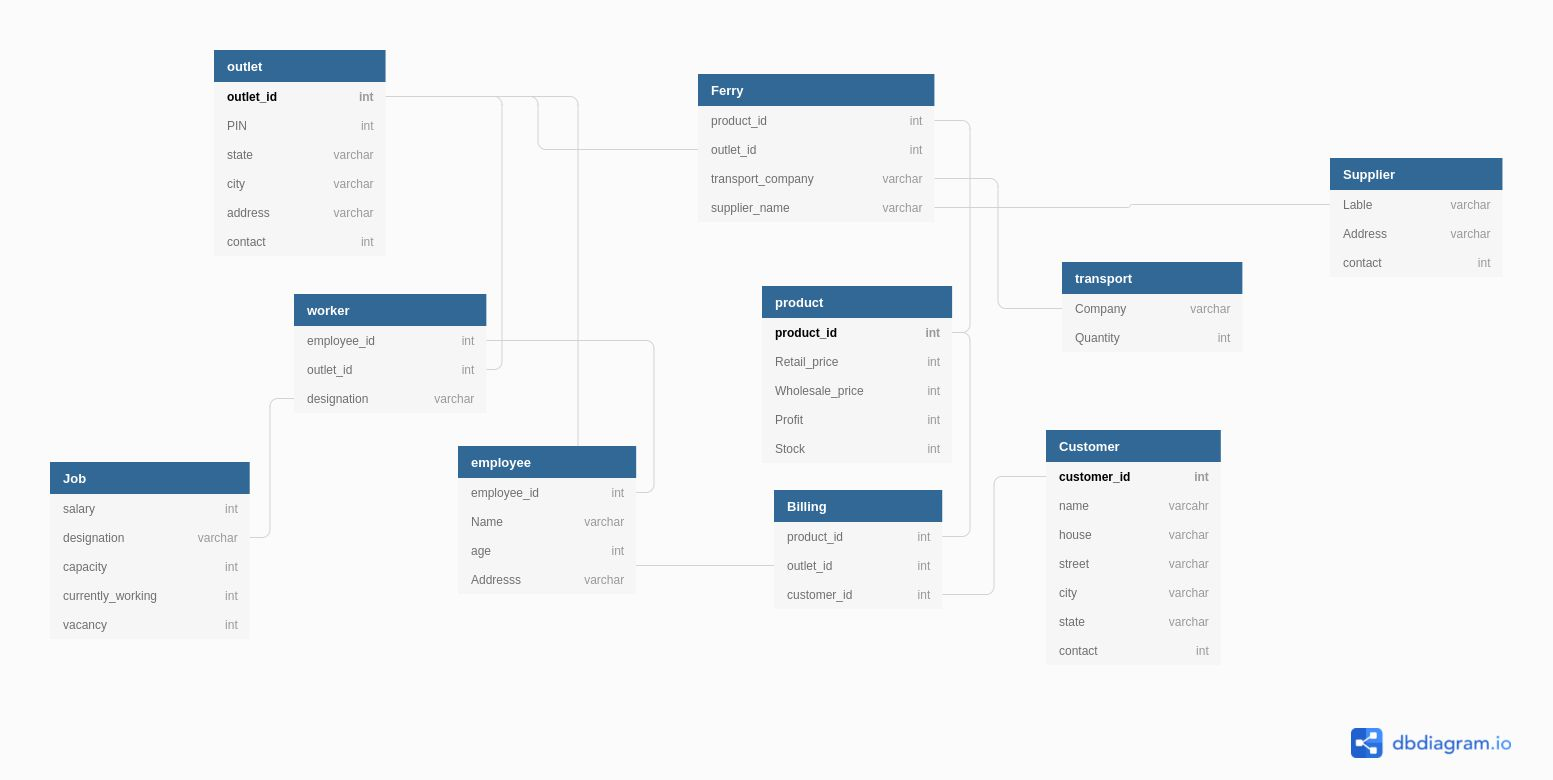 outlet
outlet_id int
PIN int
state varchar
city varchar
address varchar
contact int
Ferry
product_id int
outlet_id int
transport_company varchar
supplier_name varchar
Supplier
Lable varchar
Address varchar
contact int
transport
Company varchar
Quantity int
worker
employee_id int
outlet_id int
designation varchar
product
product_id int
Retail_price int
Wholesale_price int
Profit int
Stock int
Job
salary int
designation varchar
capacity int
currently_working int
vacancy int
employee
employee_id int
Name varchar
age int
Addresss varchar
Billing
product_id int
outlet_id int
customer_id int
Customer
customer_id int
name varcahr
house varchar
street varchar
city varchar
state varchar
contact int
dbdiagram.io